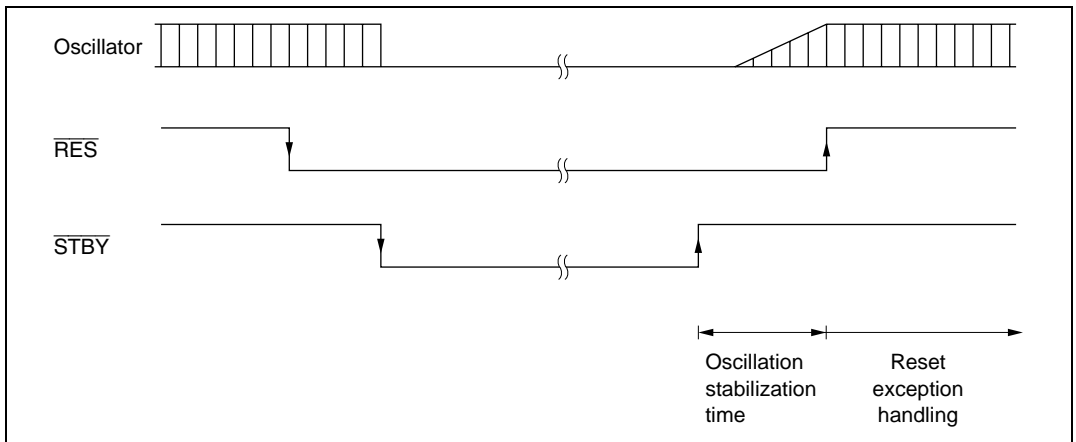 Oscillator
RES
STBY
Oscillation
stabilization
time
Reset
exception
handling